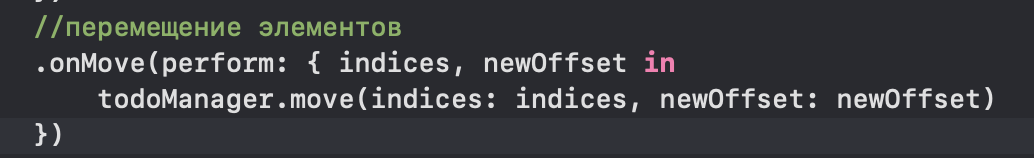 //перемещение элементов
.onMove(perform: { indices, newOffset in
todoManager.move(indices: indices, newOffset: newOffset)
})